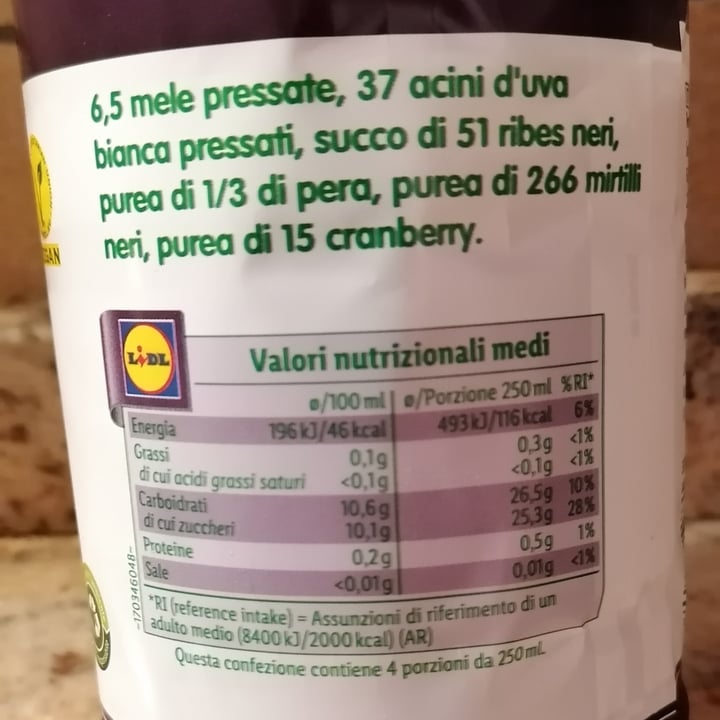 6,5 mele pressate, 37 acini d'uva
bianca pressati, succo di 51 ribes neri,
purea di 1/3 di pera, purea di 266 mirtilli
neri, purea di 15 cranberry.
LIDL
Valori nutrizionali medi
ø/100 ml ø/Porzione 250 ml %RI*
Energia 196 kJ/46 kcal 493 kJ/116 kcal 6%
Grassi 0,1g 0,3g <1%
di cui acidi grassi saturi <0,1g <0,1g <1%
Carboidrati 10,6g 26,5g 10%
di cui zuccheri 10,1g 25,3g 28%
Proteine 0,2g 0,5g 1%
Sale <0,01g 0,01g <1%
*RI (reference intake) = Assunzioni di riferimento di un
adulto medio (8400 kJ/2000 kcal) (AR)
Questa confezione contiene 4 porzioni da 250 ml.
-170346048-